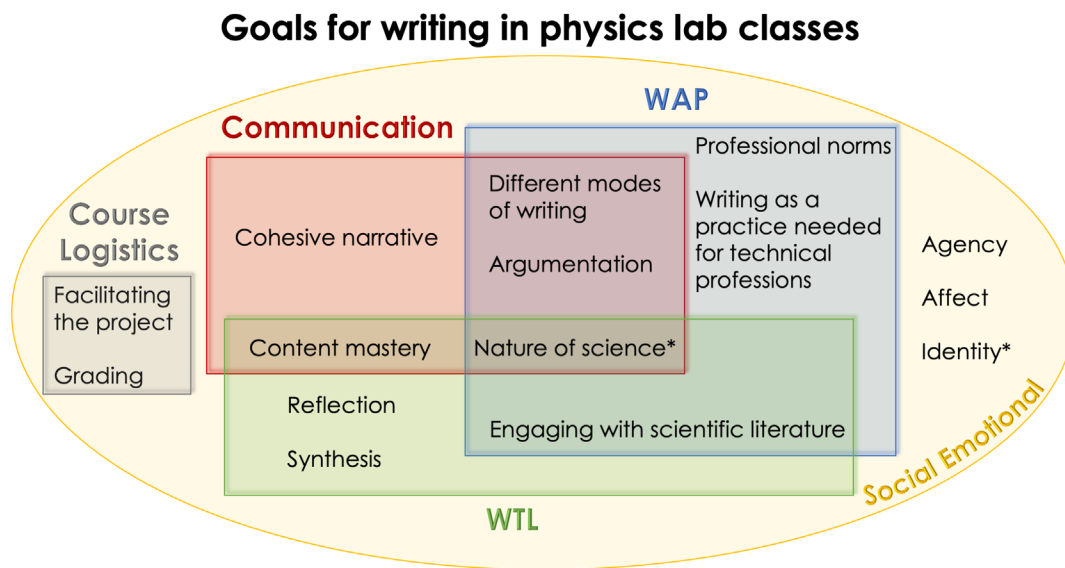 Goals for writing in physics lab classes
WAP
Communication
Professional norms
Different modes
of writing
Writing as a
practice needed
for technical
professions
Course
Logistics
Cohesive narrative
Argumentation
Agency
Affect
Identity*
Facilitating
the project
Grading
Content mastery
Nature of science*
Reflection
Synthesis
Engaging with scientific literature
Social Emotional
WTL